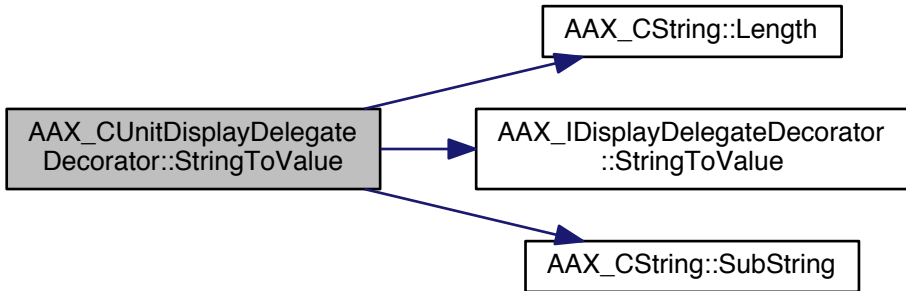 AAX_CString::Length
AAX_CUnitDisplayDelegate
Decorator::StringToValue
AAX_IDisplayDelegateDecorator
::StringToValue
AAX_CString::SubString